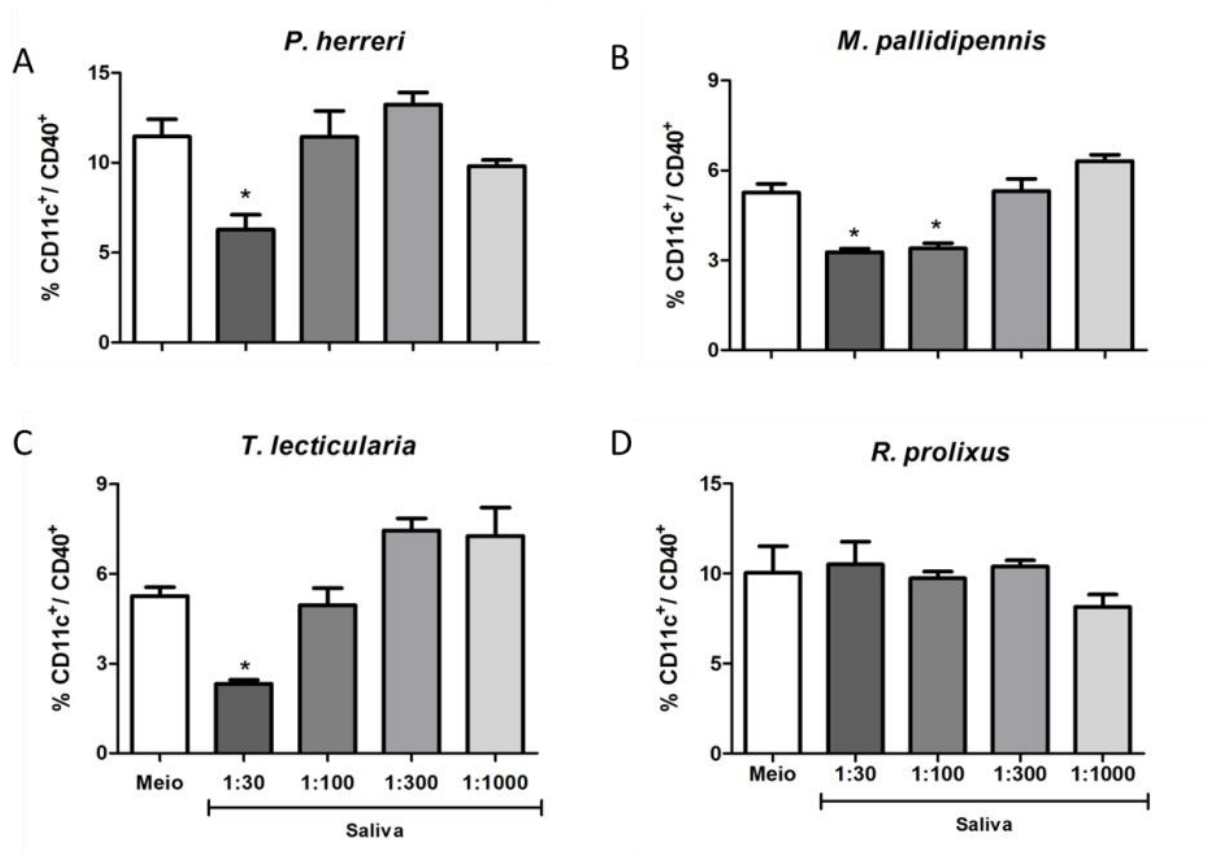 A
P. herreri
% CD11c⁺/ CD40⁺
15
10
5
0
*
B
M. pallidipennis
% CD11c⁺/ CD40⁺
9
6
3
0
*
*
C
T. lecticularia
% CD11c⁺/ CD40⁺
9
6
3
0
*
Meio 1:30 1:100 1:300 1:1000
Saliva
D
R. prolixus
% CD11c⁺/ CD40⁺
15
10
5
0
Meio 1:30 1:100 1:300 1:1000
Saliva